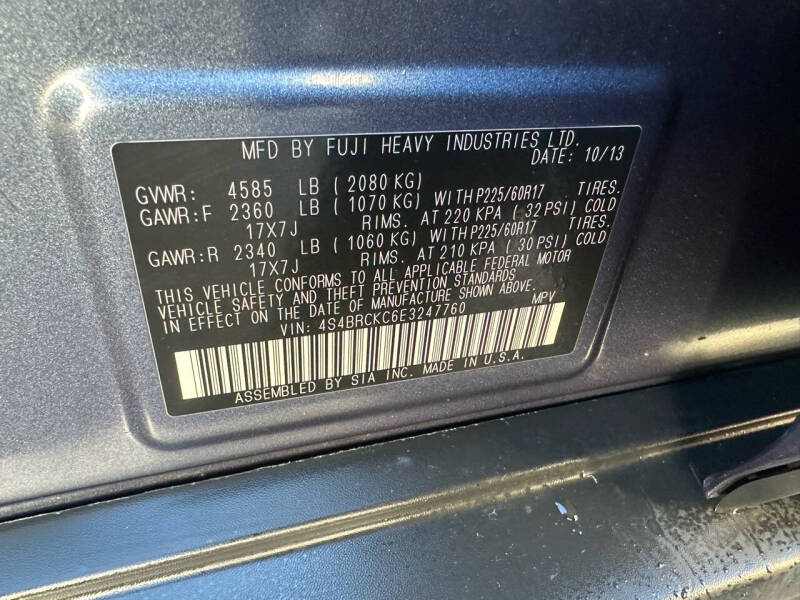 MFD BY FUJI HEAVY INDUSTRIES LTD.
DATE: 10/13
GVWR: 4585 LB ( 2080 KG)
GAWR:F 2360 LB ( 1070 KG) WITH P225/60R17 TIRES.
17X7J RIMS. AT 220 KPA ( 32 PSI) COLD
GAWR:R 2340 LB ( 1060 KG) WITH P225/60R17 TIRES.
17X7J RIMS. AT 210 KPA ( 30 PSI) COLD
THIS VEHICLE CONFORMS TO ALL APPLICABLE FEDERAL MOTOR
VEHICLE SAFETY AND THEFT PREVENTION STANDARDS
IN EFFECT ON THE DATE OF MANUFACTURE SHOWN ABOVE.
VIN: 4S4BRCKC6E3247760 MPV
ASSEMBLED BY SIA INC. MADE IN U.S.A.